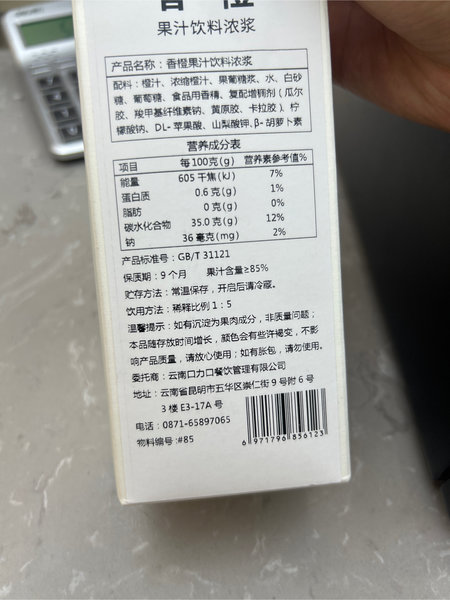 香橙
果汁饮料浓浆
产品名称：香橙果汁饮料浓浆
配料：橙汁、浓缩橙汁、果葡糖浆、水、白砂
糖、葡萄糖、食品用香精、复配增稠剂（瓜尔
胶、羧甲基纤维素钠、黄原胶、卡拉胶）、柠
檬酸钠、DL-苹果酸、山梨酸钾、β-胡萝卜素
营养成分表
项目 每100克(g) 营养素参考值%
能量 605 千焦(kJ) 7%
蛋白质 0.6 克(g) 1%
脂肪 0 克(g) 0%
碳水化合物 35.0 克(g) 12%
钠 36 毫克(mg) 2%
产品标准号：GB/T 31121
保质期：9 个月 果汁含量≥85%
贮存方法：常温保存，开启后请冷藏。
饮用方法：稀释比例 1：5
温馨提示：如有沉淀为果肉成分，非质量问题；
本品随存放时间增长，颜色会有些许褐变，不影
响产品质量，请放心使用；如有胀包，请勿使用。
委托商：云南口力口餐饮管理有限公司
地址：云南省昆明市五华区崇仁街 9 号附 6 号
3 楼 E3-17A 号
电话：0871-65897065
物料编号：#85
6 971796 856123